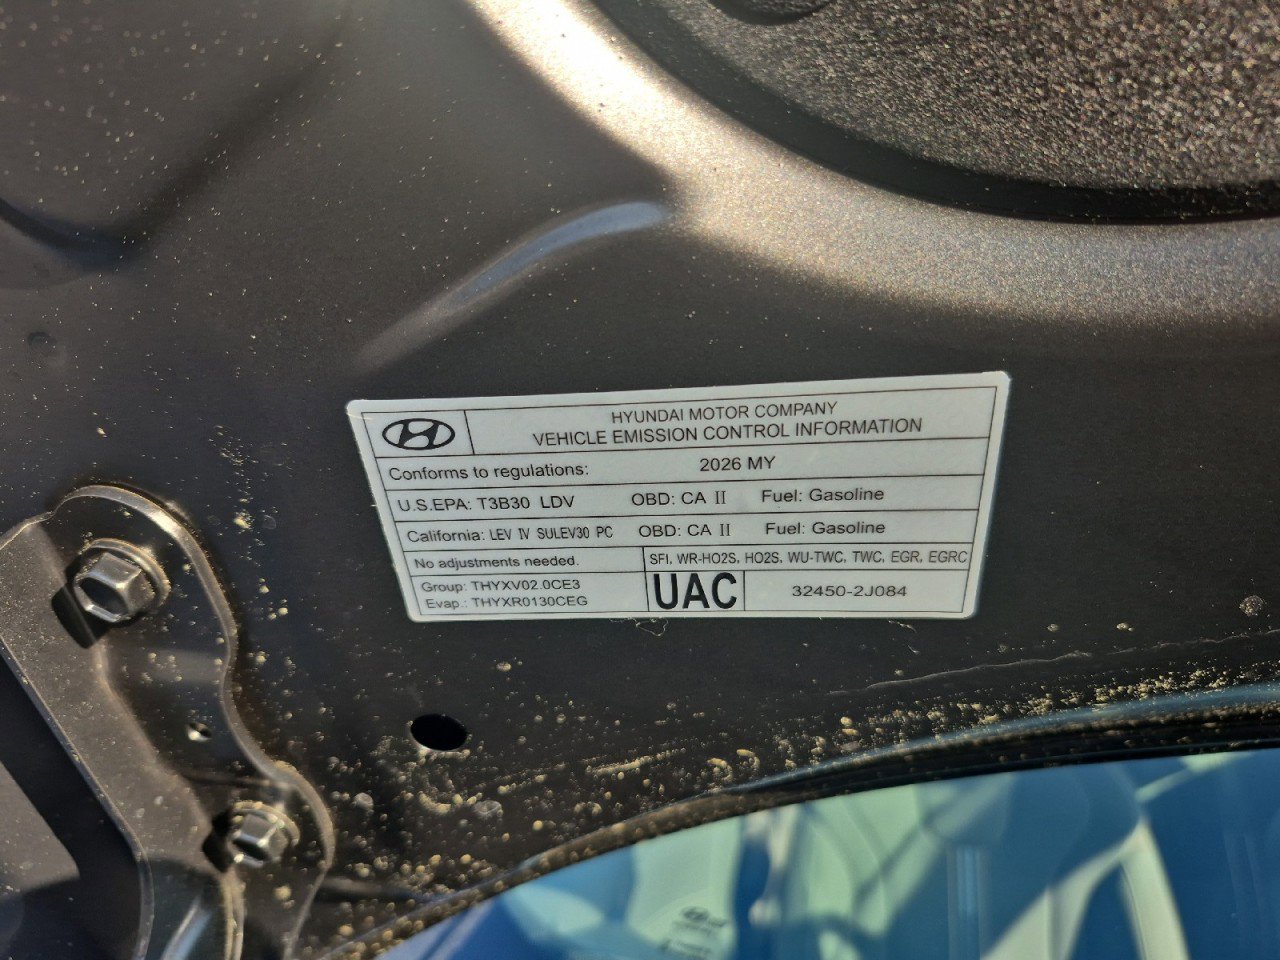 HYUNDAI MOTOR COMPANY
VEHICLE EMISSION CONTROL INFORMATION
Conforms to regulations: 2026 MY
U.S.EPA: T3B30 LDV OBD: CA II Fuel: Gasoline
California: LEV IV SULEV30 PC OBD: CA II Fuel: Gasoline
No adjustments needed. SFI, WR-HO2S, HO2S, WU-TWC, TWC, EGR, EGRC
Group: THYXV02.0CE3
Evap.: THYXR0130CEG
UAC
32450-2J084